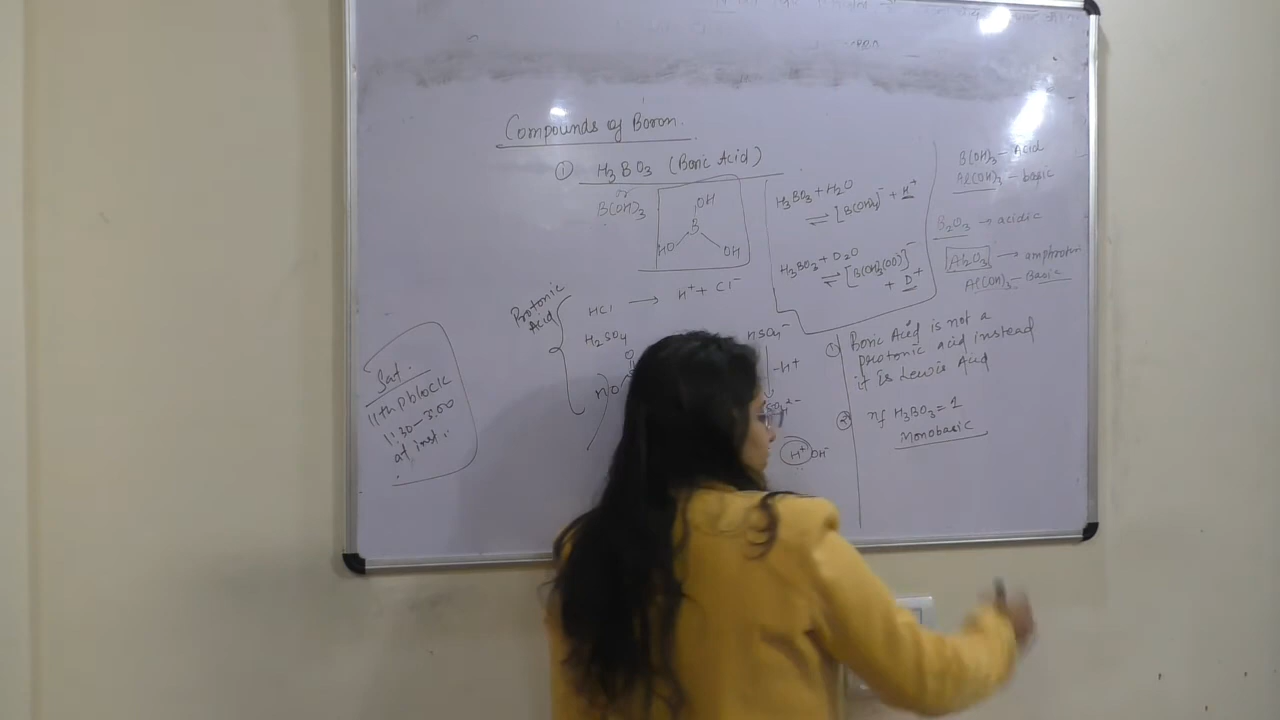 Compounds of Boron.
① H3BO3 (Boric Acid)
or
B(OH)3
OH
B
HO
OH
H3BO3 + H2O
⇌ [B(OH)4]⁻ + H⁺
H3BO3 + D2O
⇌ [B(OH)3(OD)]⁻
+ D⁺
B(OH)3 – Acid
Al(OH)3 – basic
B2O3 → acidic
Al2O3 →
Al(OH)3 – Basic
Protonic
Acid
HCl → H⁺ + Cl⁻
H2SO4
HSO4⁻
-H⁺
SO4²⁻
H⁺ OH⁻
① Boric Acid is not a
protonic acid instead
it is Lewis Acid
② nf H3BO3 = 1
Monobasic
Sat.
11th P block
1:30 – 3:00
at inst.